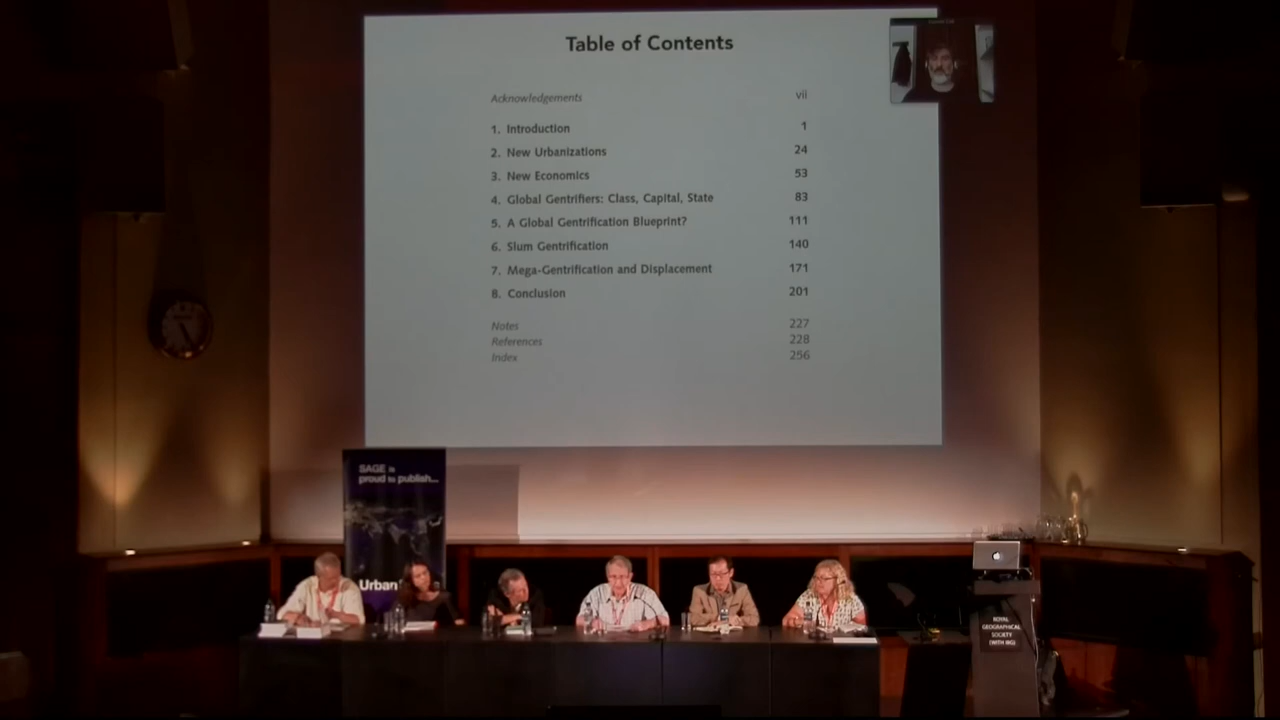 Table of Contents
Acknowledgements vii
1. Introduction 1
2. New Urbanizations 24
3. New Economics 53
4. Global Gentrifiers: Class, Capital, State 83
5. A Global Gentrification Blueprint? 111
6. Slum Gentrification 140
7. Mega-Gentrification and Displacement 171
8. Conclusion 201
Notes 227
References 228
Index 256
SAGE is
proud to publish...
Urban
ROYAL
GEOGRAPHICAL
SOCIETY
(WITH IBG)